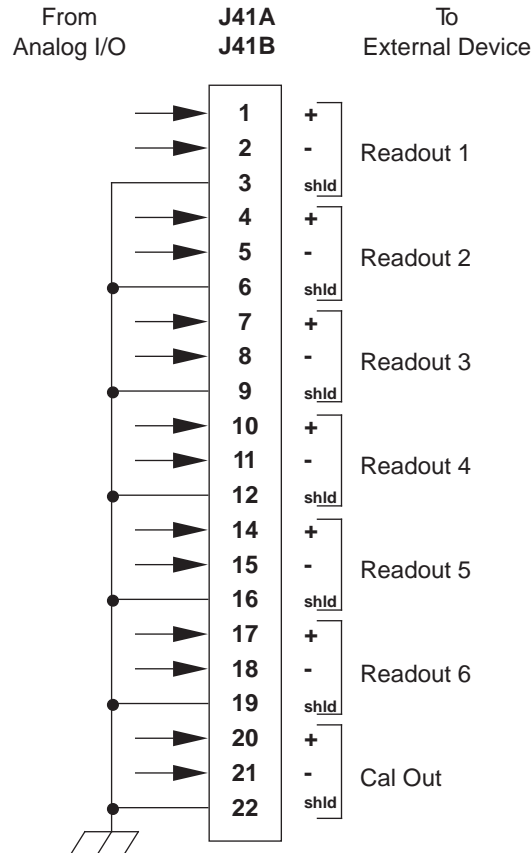 From J41A To
Analog I/O J41B External Device
1 +
2 - Readout 1
3 shld
4 +
5 - Readout 2
6 shld
7 +
8 - Readout 3
9 shld
10 +
11 - Readout 4
12 shld
14 +
15 - Readout 5
16 shld
17 +
18 - Readout 6
19 shld
20 +
21 - Cal Out
22 shld